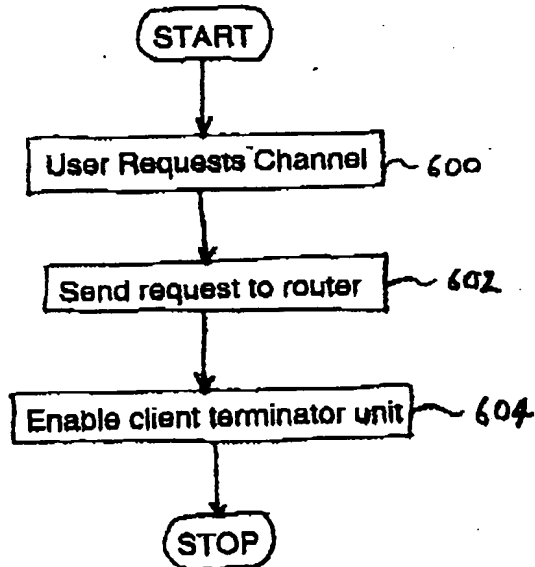 START
User Requests Channel 600
Send request to router 602
Enable client terminator unit 604
STOP